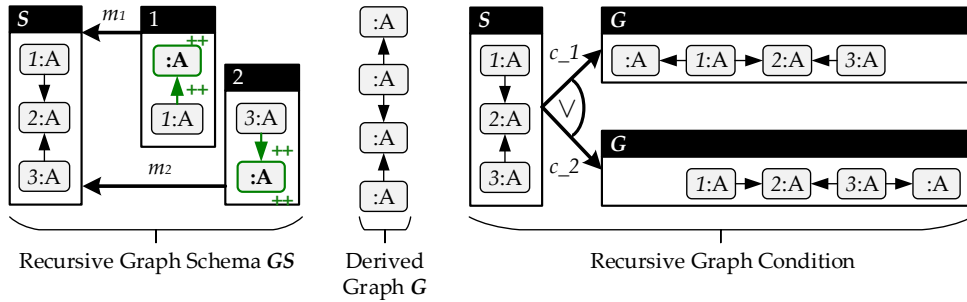 S
m1
1
1:A
2:A
3:A
:A
++
++
1:A
2
3:A
++
:A
++
m2
Recursive Graph Schema GS
:A
:A
:A
:A
Derived
Graph G
S
1:A
2:A
3:A
c_1
∨
c_2
G
:A
1:A
2:A
3:A
G
1:A
2:A
3:A
:A
Recursive Graph Condition